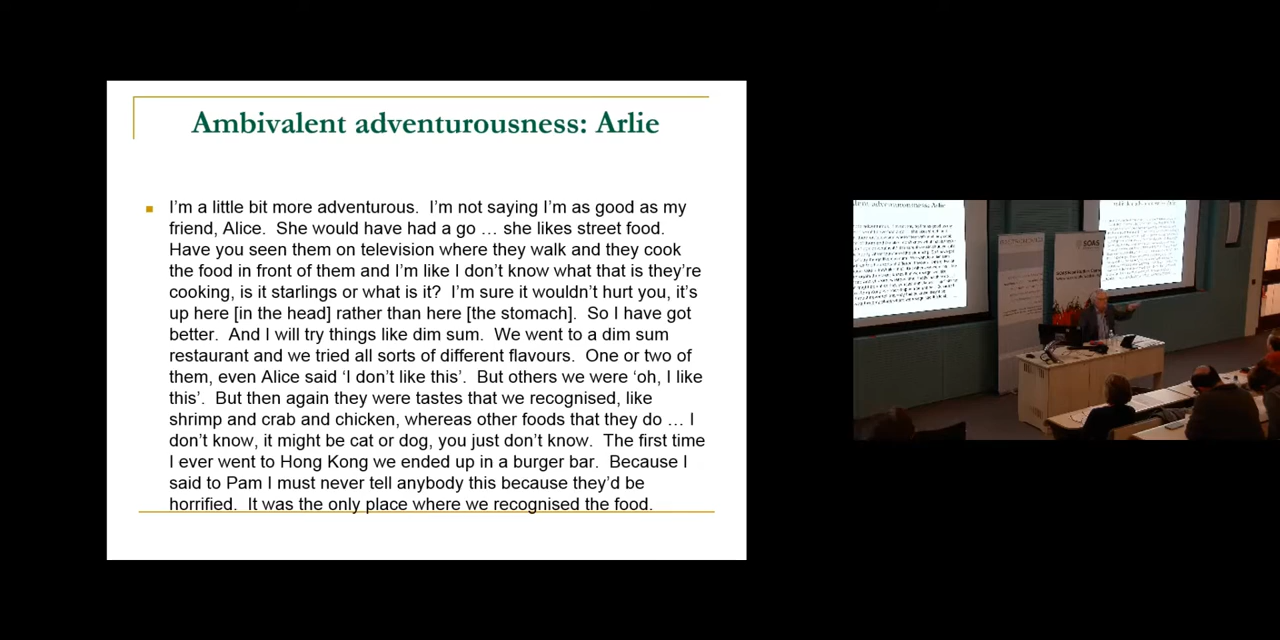 Ambivalent adventurousness: Arlie
I'm a little bit more adventurous.  I'm not saying I'm as good as my
friend, Alice.  She would have had a go … she likes street food.
Have you seen them on television where they walk and they cook
the food in front of them and I'm like I don't know what that is they're
cooking, is it starlings or what is it?  I'm sure it wouldn't hurt you, it's
up here [in the head] rather than here [the stomach].  So I have got
better.  And I will try things like dim sum.  We went to a dim sum
restaurant and we tried all sorts of different flavours.  One or two of
them, even Alice said 'I don't like this'.  But others we were 'oh, I like
this'.  But then again they were tastes that we recognised, like
shrimp and crab and chicken, whereas other foods that they do … I
don't know, it might be cat or dog, you just don't know.  The first time
I ever went to Hong Kong we ended up in a burger bar.  Because I
said to Pam I must never tell anybody this because they'd be
horrified.  It was the only place where we recognised the food.
SOAS